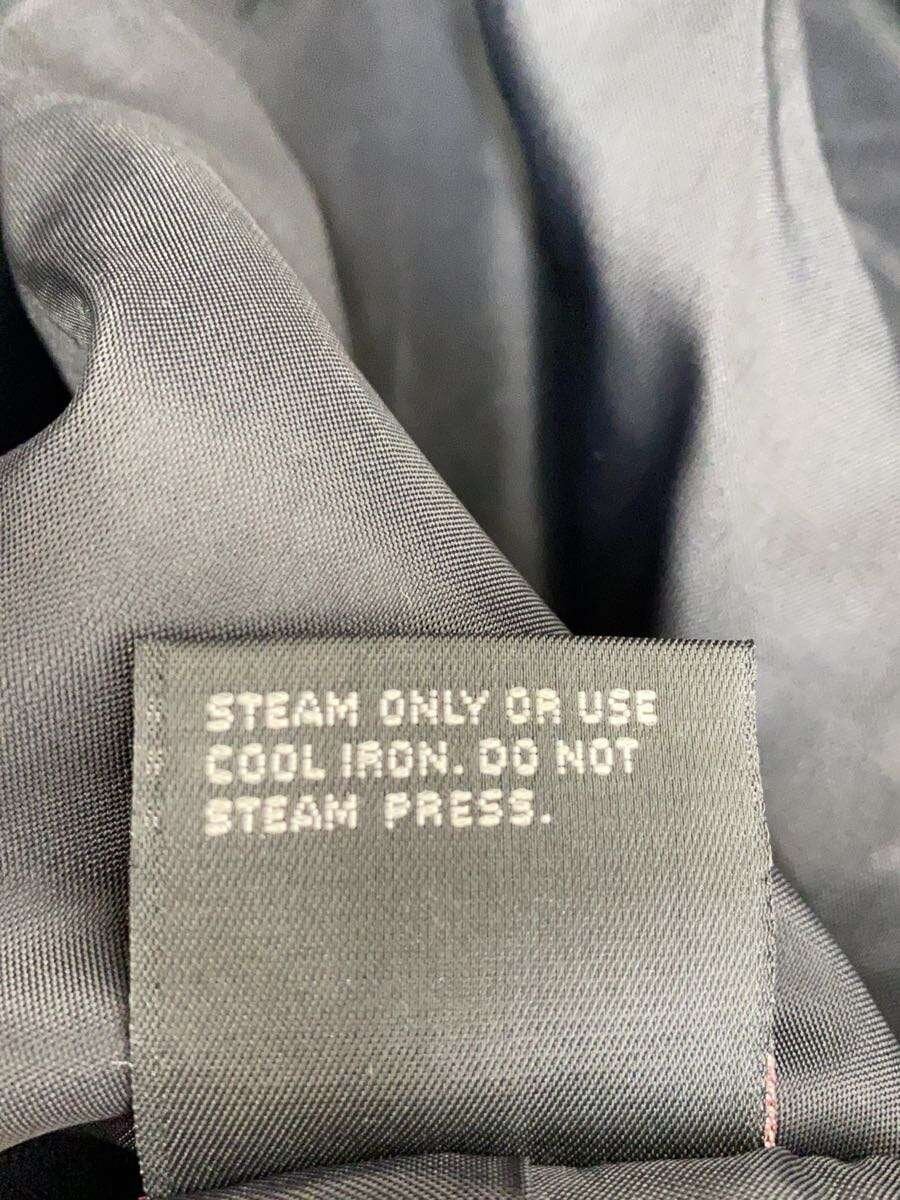 STEAM ONLY OR USE
COOL IRON. DO NOT
STEAM PRESS.